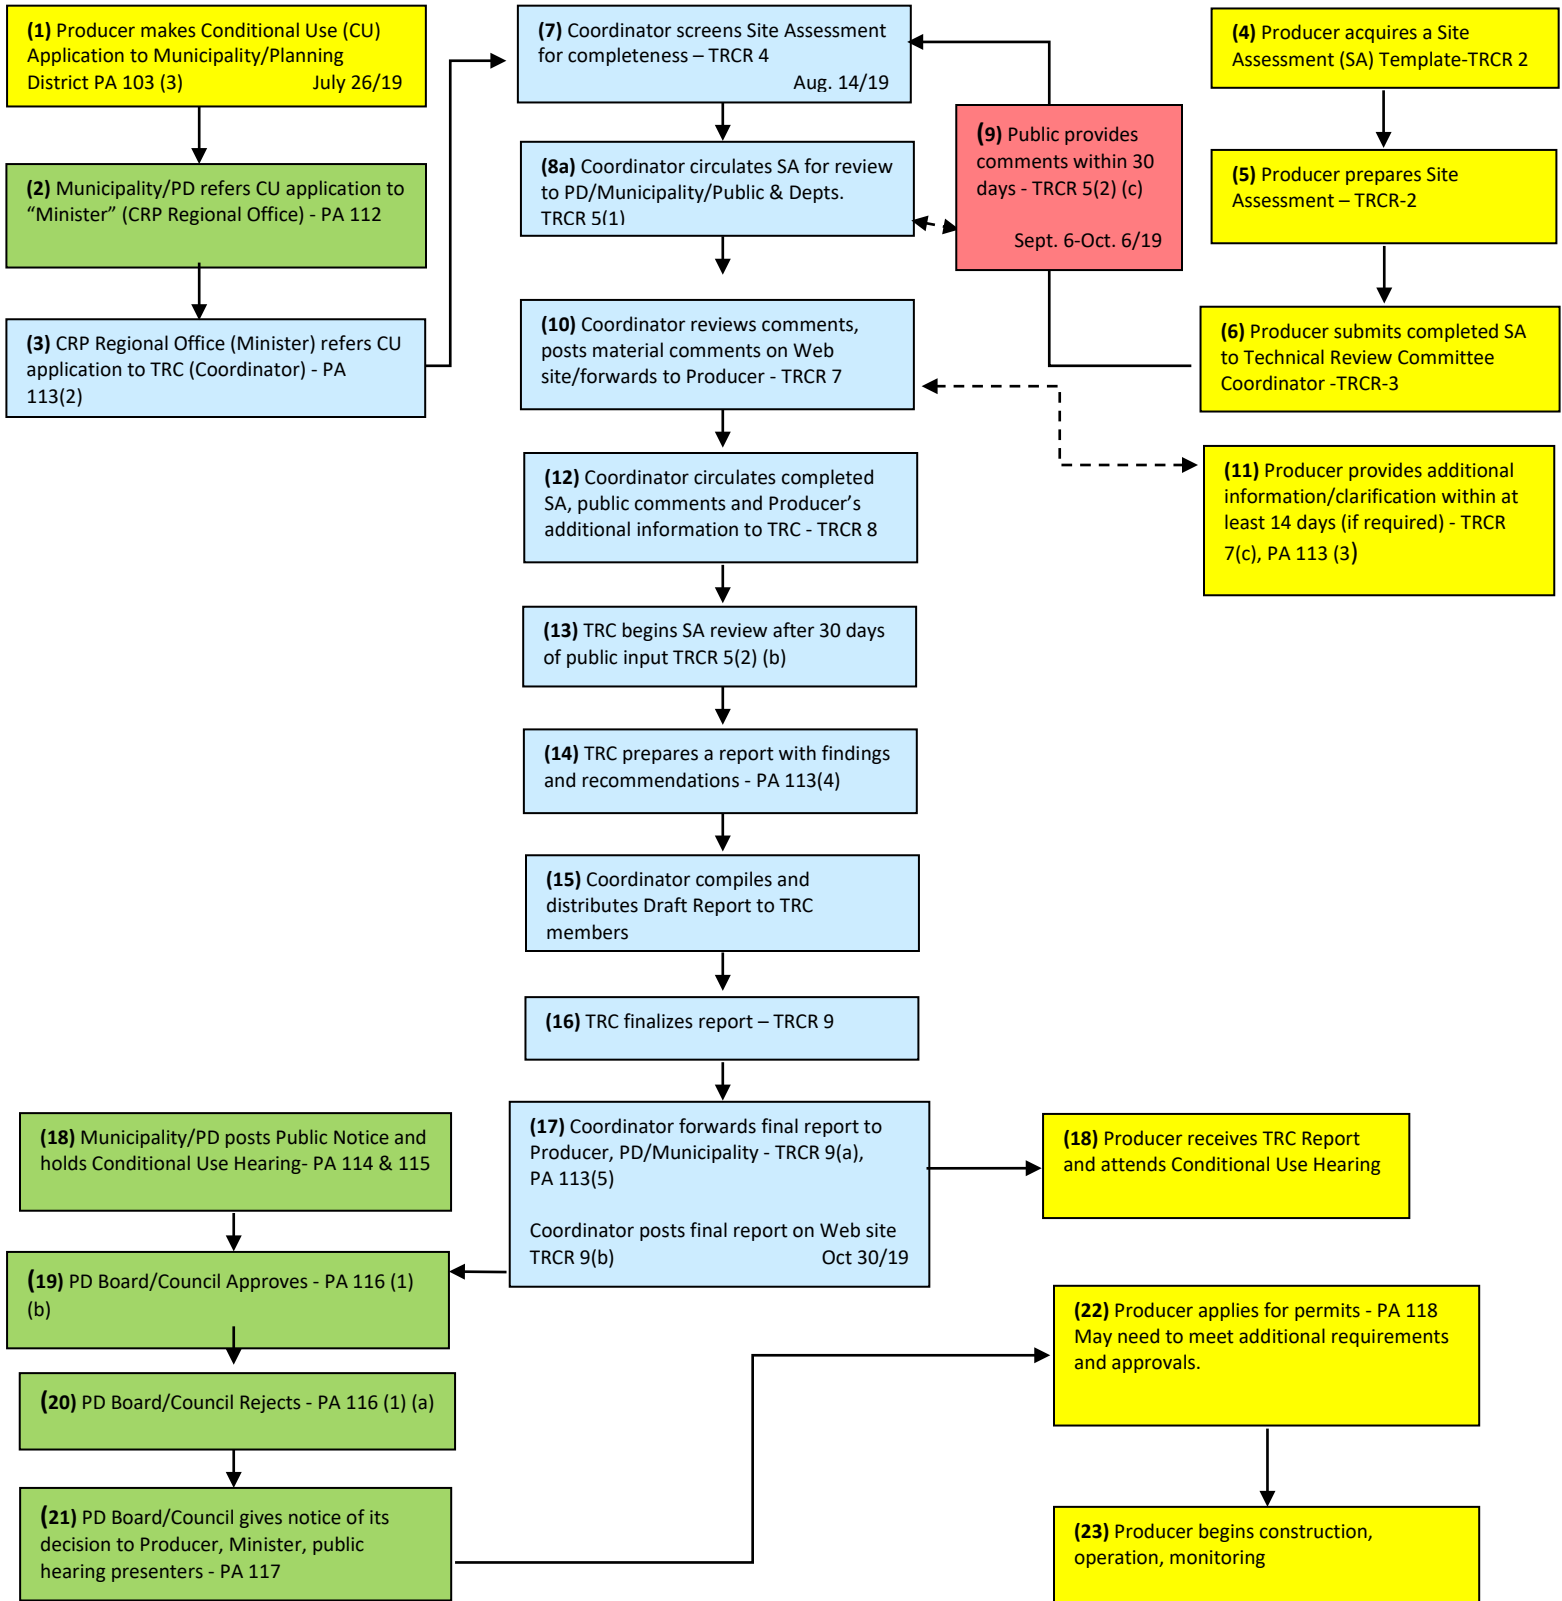 (1) Producer makes Conditional Use (CU)
Application to Municipality/Planning
District PA 103 (3) July 26/19
(2) Municipality/PD refers CU application to
“Minister” (CRP Regional Office) - PA 112
(3) CRP Regional Office (Minister) refers CU
application to TRC (Coordinator) - PA
113(2)
(7) Coordinator screens Site Assessment
for completeness – TRCR 4
Aug. 14/19
(8a) Coordinator circulates SA for review
to PD/Municipality/Public & Depts.
TRCR 5(1)
(9) Public provides
comments within 30
days - TRCR 5(2) (c)
Sept. 6-Oct. 6/19
(4) Producer acquires a Site
Assessment (SA) Template-TRCR 2
(5) Producer prepares Site
Assessment – TRCR-2
(6) Producer submits completed SA
to Technical Review Committee
Coordinator -TRCR-3
(10) Coordinator reviews comments,
posts material comments on Web
site/forwards to Producer - TRCR 7
(11) Producer provides additional
information/clarification within at
least 14 days (if required) - TRCR
7(c), PA 113 (3)
(12) Coordinator circulates completed
SA, public comments and Producer’s
additional information to TRC - TRCR 8
(13) TRC begins SA review after 30 days
of public input TRCR 5(2) (b)
(14) TRC prepares a report with findings
and recommendations - PA 113(4)
(15) Coordinator compiles and
distributes Draft Report to TRC
members
(16) TRC finalizes report – TRCR 9
(17) Coordinator forwards final report to
Producer, PD/Municipality - TRCR 9(a),
PA 113(5)
Coordinator posts final report on Web site
TRCR 9(b) Oct 30/19
(18) Municipality/PD posts Public Notice and
holds Conditional Use Hearing- PA 114 & 115
(18) Producer receives TRC Report
and attends Conditional Use Hearing
(19) PD Board/Council Approves - PA 116 (1)
(b)
(20) PD Board/Council Rejects - PA 116 (1) (a)
(21) PD Board/Council gives notice of its
decision to Producer, Minister, public
hearing presenters - PA 117
(22) Producer applies for permits - PA 118
May need to meet additional requirements
and approvals.
(23) Producer begins construction,
operation, monitoring